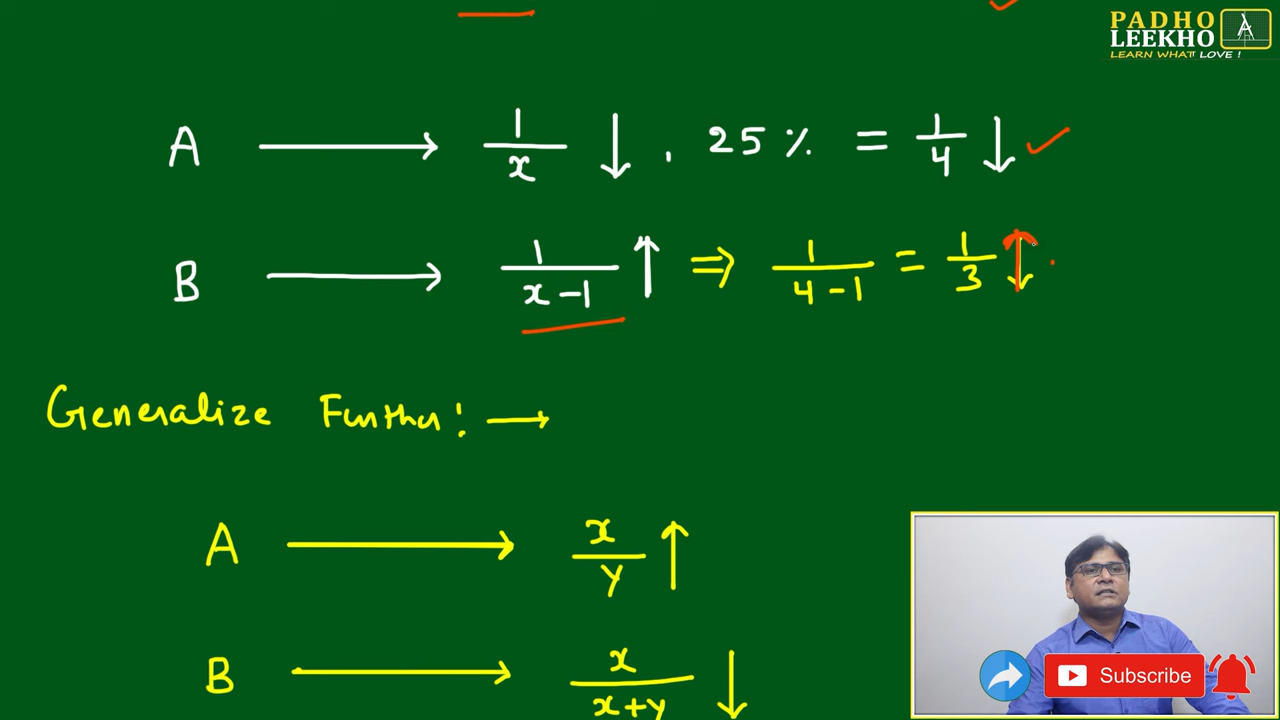 PADHO
LEEKHO
LEARN WHAT I LOVE !
A ⟶ 1/x ↓ , 25 % = 1/4 ↓ ✓
B ⟶ 1/(x-1) ↑ ⇒ 1/(4-1) = 1/3 ↑
Generalize Further! →
A ⟶ x/y ↑
B ⟶ x/(x+y) ↓
Subscribe